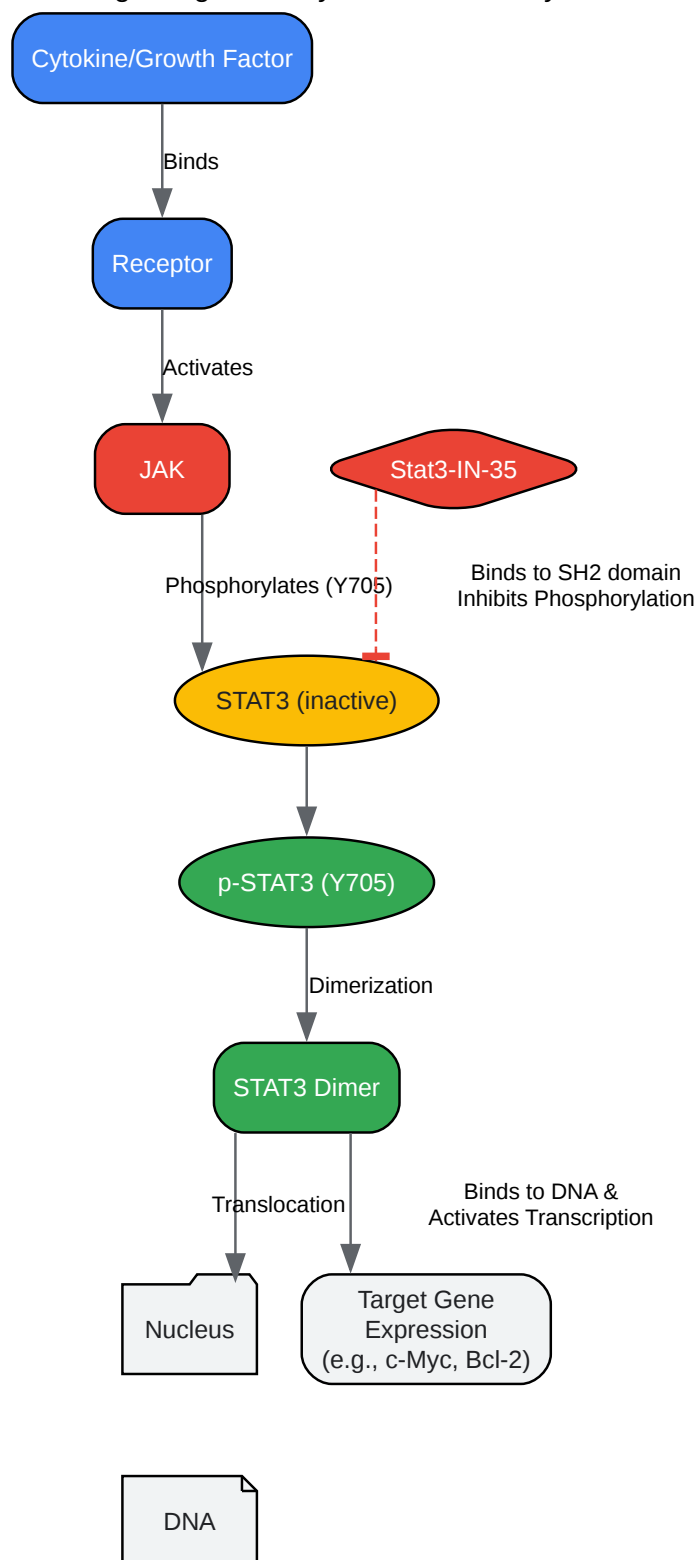 Cytokine/Growth Factor
Binds
Receptor
Activates
JAK
Stat3-IN-35
Phosphorylates (Y705)
Binds to SH2 domain
Inhibits Phosphorylation
STAT3 (inactive)
p-STAT3 (Y705)
Dimerization
STAT3 Dimer
Translocation
Binds to DNA &
Activates Transcription
Nucleus
Target Gene
Expression
(e.g., c-Myc, Bcl-2)
DNA